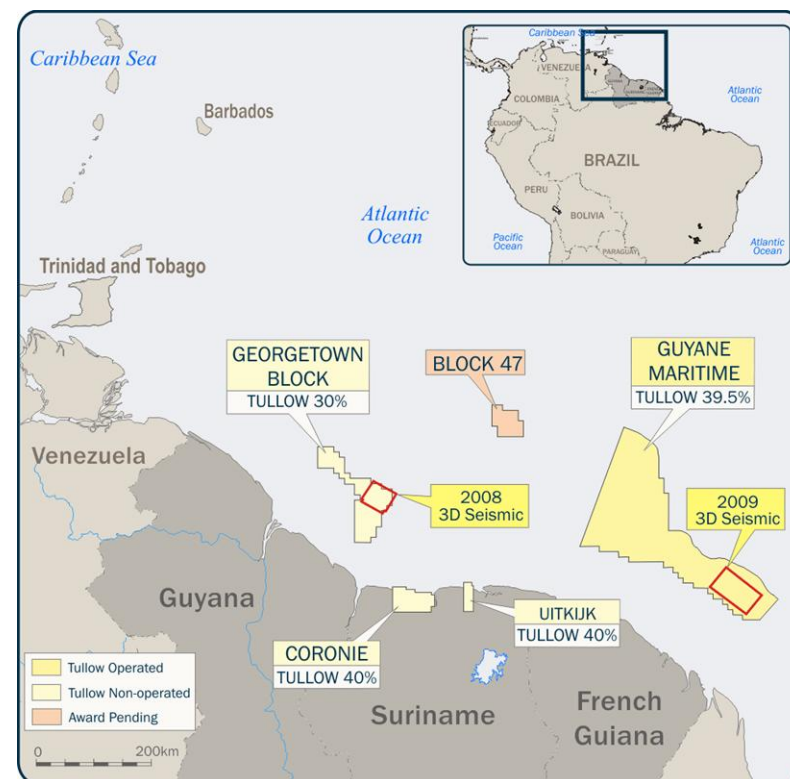 Caribbean Sea
Barbados
Atlantic
Ocean
Trinidad and Tobago
Caribbean Sea
VENEZUELA
COLOMBIA
ECUADOR
Atlantic
Ocean
BRAZIL
PERU
BOLIVIA
Pacific
Ocean
PARAGUAY
Atlantic
Ocean
GEORGETOWN
BLOCK
TULLOW 30%
BLOCK 47
GUYANE
MARITIME
TULLOW 39.5%
Venezuela
2008
3D Seismic
2009
3D Seismic
Guyana
CORONIE
TULLOW 40%
UITKIJK
TULLOW 40%
Suriname
French
Guiana
Tullow Operated
Tullow Non-operated
Award Pending
0 200km